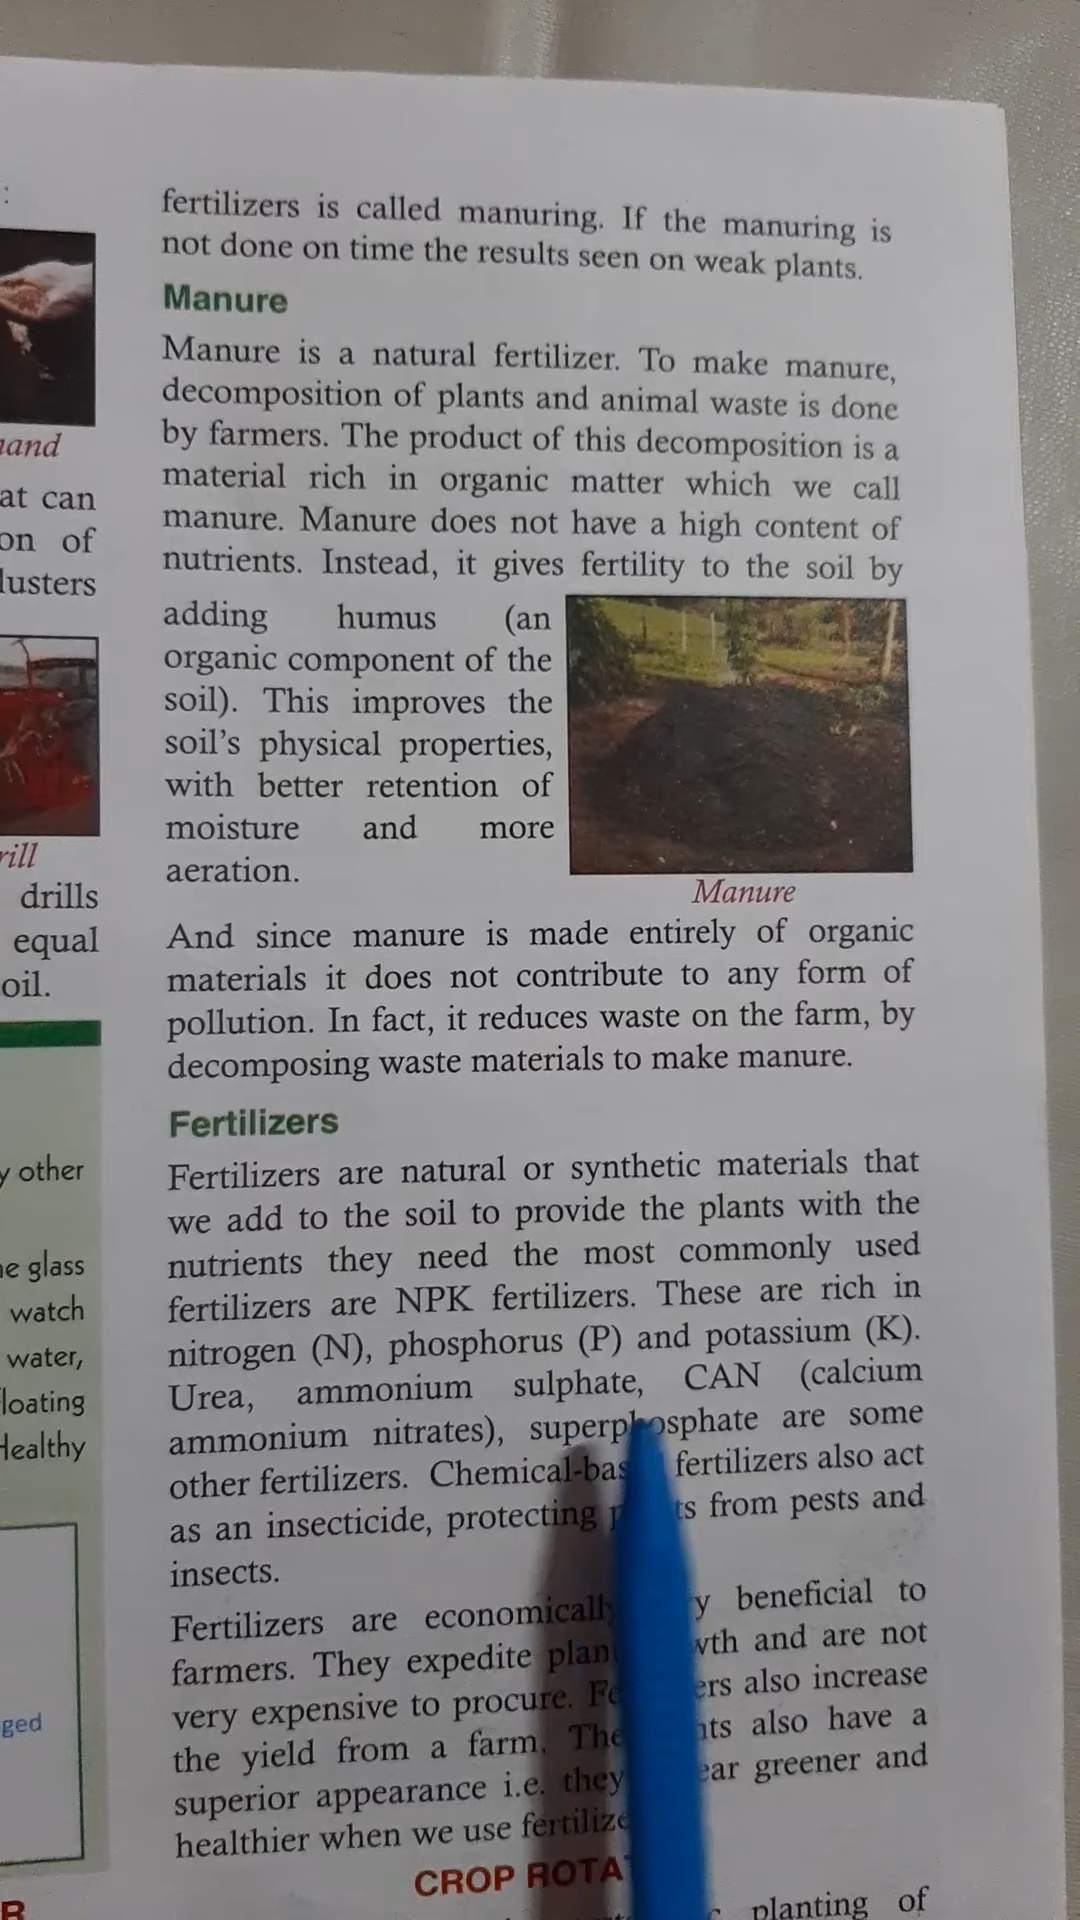 :
hand
at can
on of
lusters
rill
drills
equal
oil.
y other
e glass
watch
water,
loating
Healthy
ged
R
fertilizers is called manuring. If the manuring is
not done on time the results seen on weak plants.
Manure
Manure is a natural fertilizer. To make manure,
decomposition of plants and animal waste is done
by farmers. The product of this decomposition is a
material rich in organic matter which we call
manure. Manure does not have a high content of
nutrients. Instead, it gives fertility to the soil by
adding humus (an
organic component of the
soil). This improves the
soil's physical properties,
with better retention of
moisture and more
aeration.
Manure
And since manure is made entirely of organic
materials it does not contribute to any form of
pollution. In fact, it reduces waste on the farm, by
decomposing waste materials to make manure.
Fertilizers
Fertilizers are natural or synthetic materials that
we add to the soil to provide the plants with the
nutrients they need the most commonly used
fertilizers are NPK fertilizers. These are rich in
nitrogen (N), phosphorus (P) and potassium (K).
Urea, ammonium sulphate, CAN (calcium
ammonium nitrates), superphosphate are some
other fertilizers. Chemical-bas fertilizers also act
as an insecticide, protecting p ts from pests and
insects.
Fertilizers are economically y beneficial to
farmers. They expedite plan wth and are not
very expensive to procure. Fe ers also increase
the yield from a farm. The nts also have a
superior appearance i.e. they ear greener and
healthier when we use fertilize
CROP ROTA
planting of